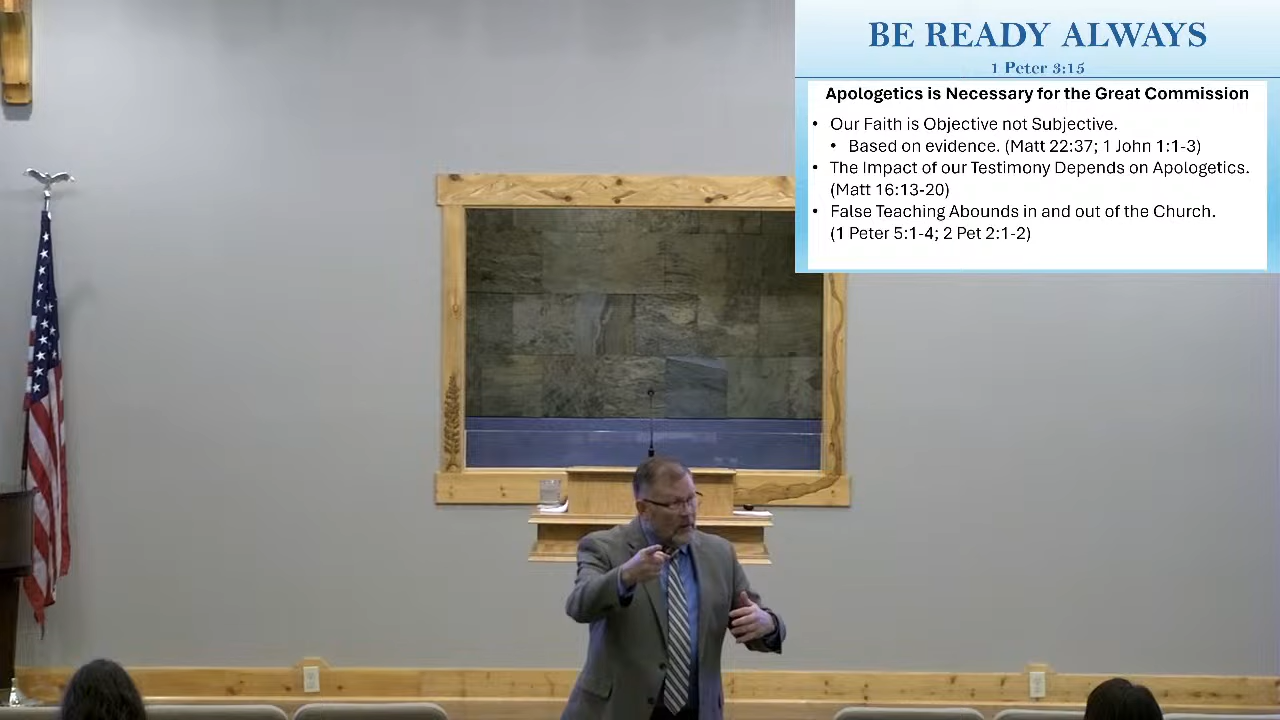 BE READY ALWAYS
1 Peter 3:15
Apologetics is Necessary for the Great Commission
• Our Faith is Objective not Subjective.
• Based on evidence. (Matt 22:37; 1 John 1:1-3)
• The Impact of our Testimony Depends on Apologetics.
(Matt 16:13-20)
• False Teaching Abounds in and out of the Church.
(1 Peter 5:1-4; 2 Pet 2:1-2)